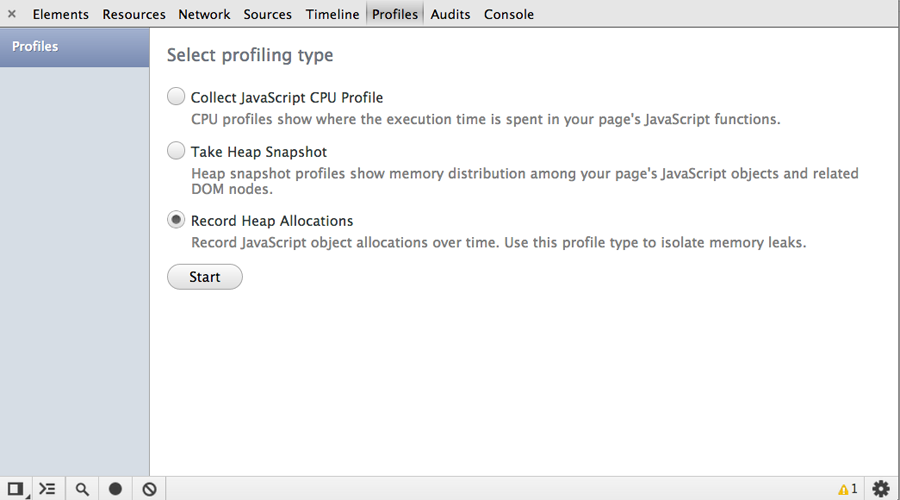 × Elements Resources Network Sources Timeline Profiles Audits Console
Profiles
Select profiling type
Collect JavaScript CPU Profile
CPU profiles show where the execution time is spent in your page's JavaScript functions.
Take Heap Snapshot
Heap snapshot profiles show memory distribution among your page's JavaScript objects and related
DOM nodes.
Record Heap Allocations
Record JavaScript object allocations over time. Use this profile type to isolate memory leaks.
Start
1